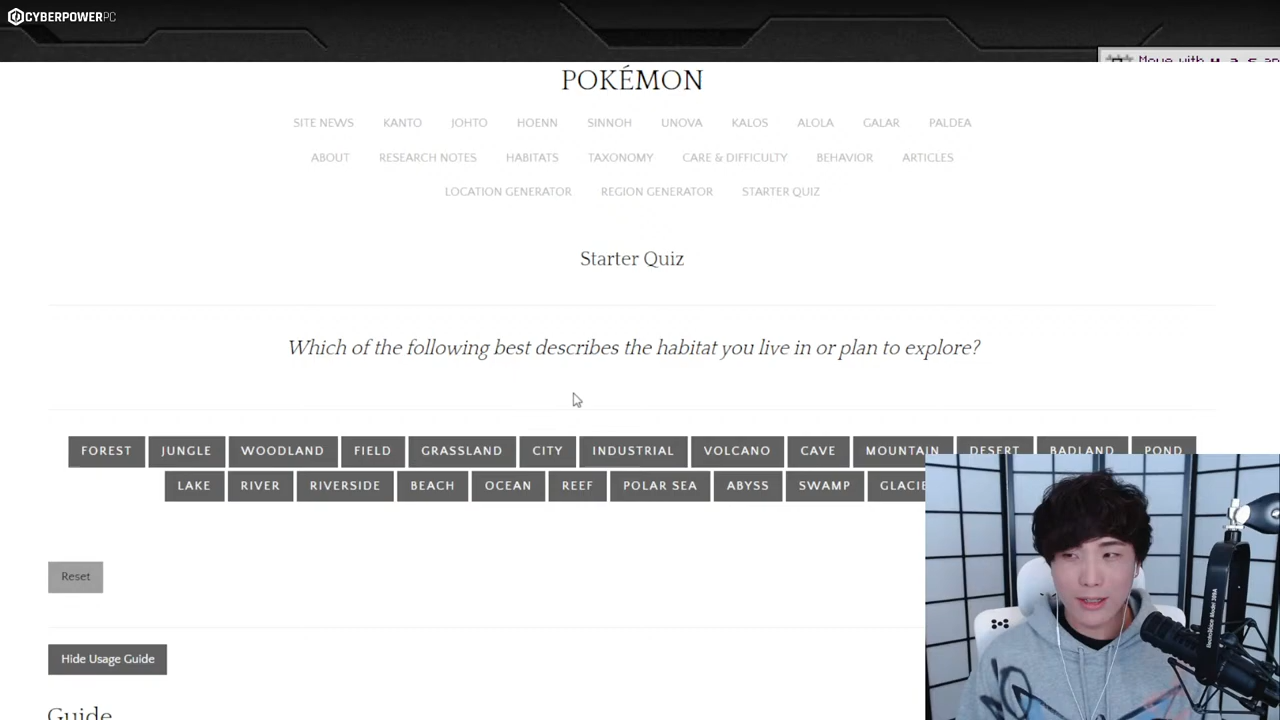 CYBERPOWERPC
Move with
POKÉMON
SITE NEWS KANTO JOHTO HOENN SINNOH UNOVA KALOS ALOLA GALAR PALDEA
ABOUT RESEARCH NOTES HABITATS TAXONOMY CARE & DIFFICULTY BEHAVIOR ARTICLES
LOCATION GENERATOR REGION GENERATOR STARTER QUIZ
Starter Quiz
Which of the following best describes the habitat you live in or plan to explore?
FOREST JUNGLE WOODLAND FIELD GRASSLAND CITY INDUSTRIAL VOLCANO CAVE MOUNTAIN DESERT BADLAND POND
LAKE RIVER RIVERSIDE BEACH OCEAN REEF POLAR SEA ABYSS SWAMP GLACIE
Reset
Hide Usage Guide
Guide